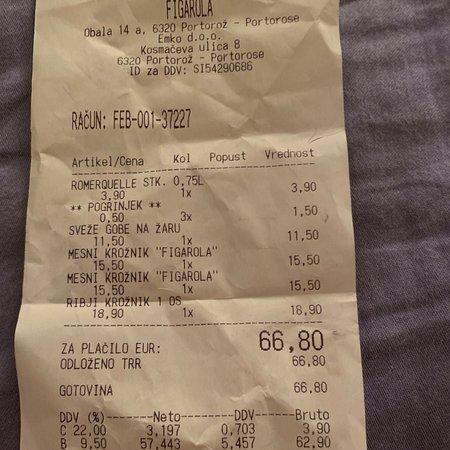 FIGAROLA
Obala 14 a, 6320 Portorož - Portorose
Emko d.o.o.
Kosmačeva ulica 8
6320 Portorož - Portorose
ID za DDV: SI54290686
RAČUN: FEB-001-37227
Artikel/Cena Kol Popust Vrednost
ROMERQUELLE STK. 0,75L
3,90 1x 3,90
** POGRINJEK **
0,50 3x 1,50
SVEŽE GOBE NA ŽARU
11,50 1x 11,50
MESNI KROŽNIK "FIGAROLA"
15,50 1x 15,50
MESNI KROŽNIK "FIGAROLA"
15,50 1x 15,50
RIBJI KROŽNIK 1 OS
18,90 1x 18,90
ZA PLAČILO EUR: 66,80
ODLOŽENO TRR 66,80
GOTOVINA 66,80
DDV (%)------Neto------DDV-----Bruto
C 22,00 3,197 0,703 3,90
B 9,50 57,443 5,457 62,90